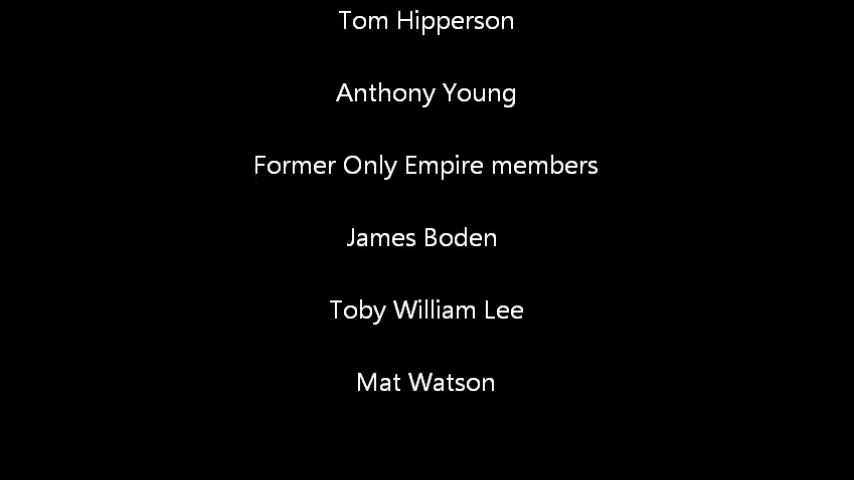 Tom Hipperson
Anthony Young
Former Only Empire members
James Boden
Toby William Lee
Mat Watson